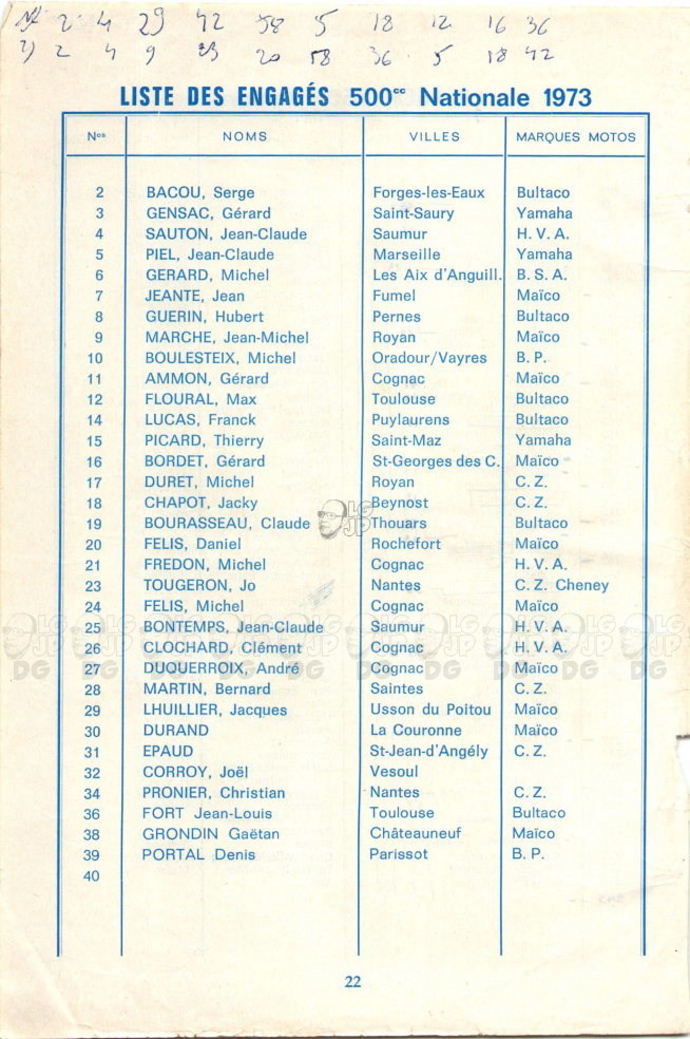 2 4 29 42 58 5 18 12 16 36
2) 2 4 9 23 20 58 36 5 18 42
LISTE DES ENGAGÉS 500cc Nationale 1973
Nos NOMS VILLES MARQUES MOTOS
2 BACOU, Serge Forges-les-Eaux Bultaco
3 GENSAC, Gérard Saint-Saury Yamaha
4 SAUTON, Jean-Claude Saumur H. V. A.
5 PIEL, Jean-Claude Marseille Yamaha
6 GERARD, Michel Les Aix d'Anguill. B. S. A.
7 JEANTE, Jean Fumel Maïco
8 GUERIN, Hubert Pernes Bultaco
9 MARCHE, Jean-Michel Royan Maïco
10 BOULESTEIX, Michel Oradour/Vayres B. P.
11 AMMON, Gérard Cognac Maïco
12 FLOURAL, Max Toulouse Bultaco
14 LUCAS, Franck Puylaurens Bultaco
15 PICARD, Thierry Saint-Maz Yamaha
16 BORDET, Gérard St-Georges des C. Maïco
17 DURET, Michel Royan C. Z.
18 CHAPOT, Jacky Beynost C. Z.
19 BOURASSEAU, Claude Thouars Bultaco
20 FELIS, Daniel Rochefort Maïco
21 FREDON, Michel Cognac H. V. A.
23 TOUGERON, Jo Nantes C. Z. Cheney
24 FELIS, Michel Cognac Maïco
25 BONTEMPS, Jean-Claude Saumur H. V. A.
26 CLOCHARD, Clément Cognac H. V. A.
27 DUQUERROIX, André Cognac Maïco
28 MARTIN, Bernard Saintes C. Z.
29 LHUILLIER, Jacques Usson du Poitou Maïco
30 DURAND La Couronne Maïco
31 EPAUD St-Jean-d'Angély C. Z.
32 CORROY, Joël Vesoul
34 PRONIER, Christian Nantes C. Z.
36 FORT Jean-Louis Toulouse Bultaco
38 GRONDIN Gaëtan Châteauneuf Maïco
39 PORTAL Denis Parissot B. P.
40
22